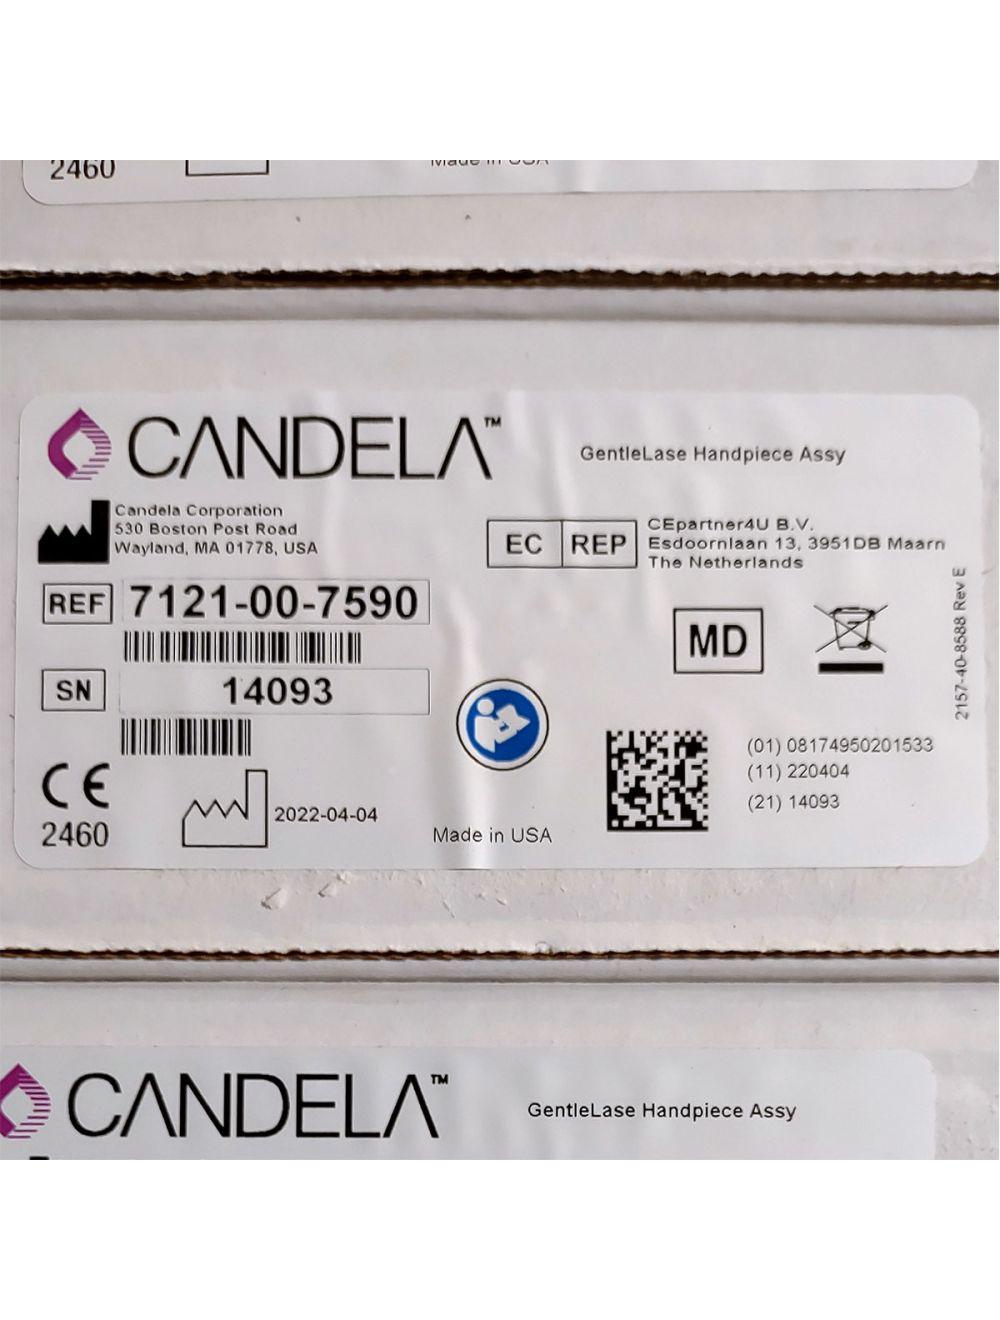 2460
Made in USA
CANDELA™
GentleLase Handpiece Assy
Candela Corporation
530 Boston Post Road
Wayland, MA 01778, USA
EC REP
CEpartner4U B.V.
Esdoornlaan 13, 3951DB Maarn
The Netherlands
REF 7121-00-7590
MD
2157-40-8588 Rev E
SN 14093
(01) 08174950201533
(11) 220404
(21) 14093
CE
2460
2022-04-04
Made in USA
CANDELA™
GentleLase Handpiece Assy